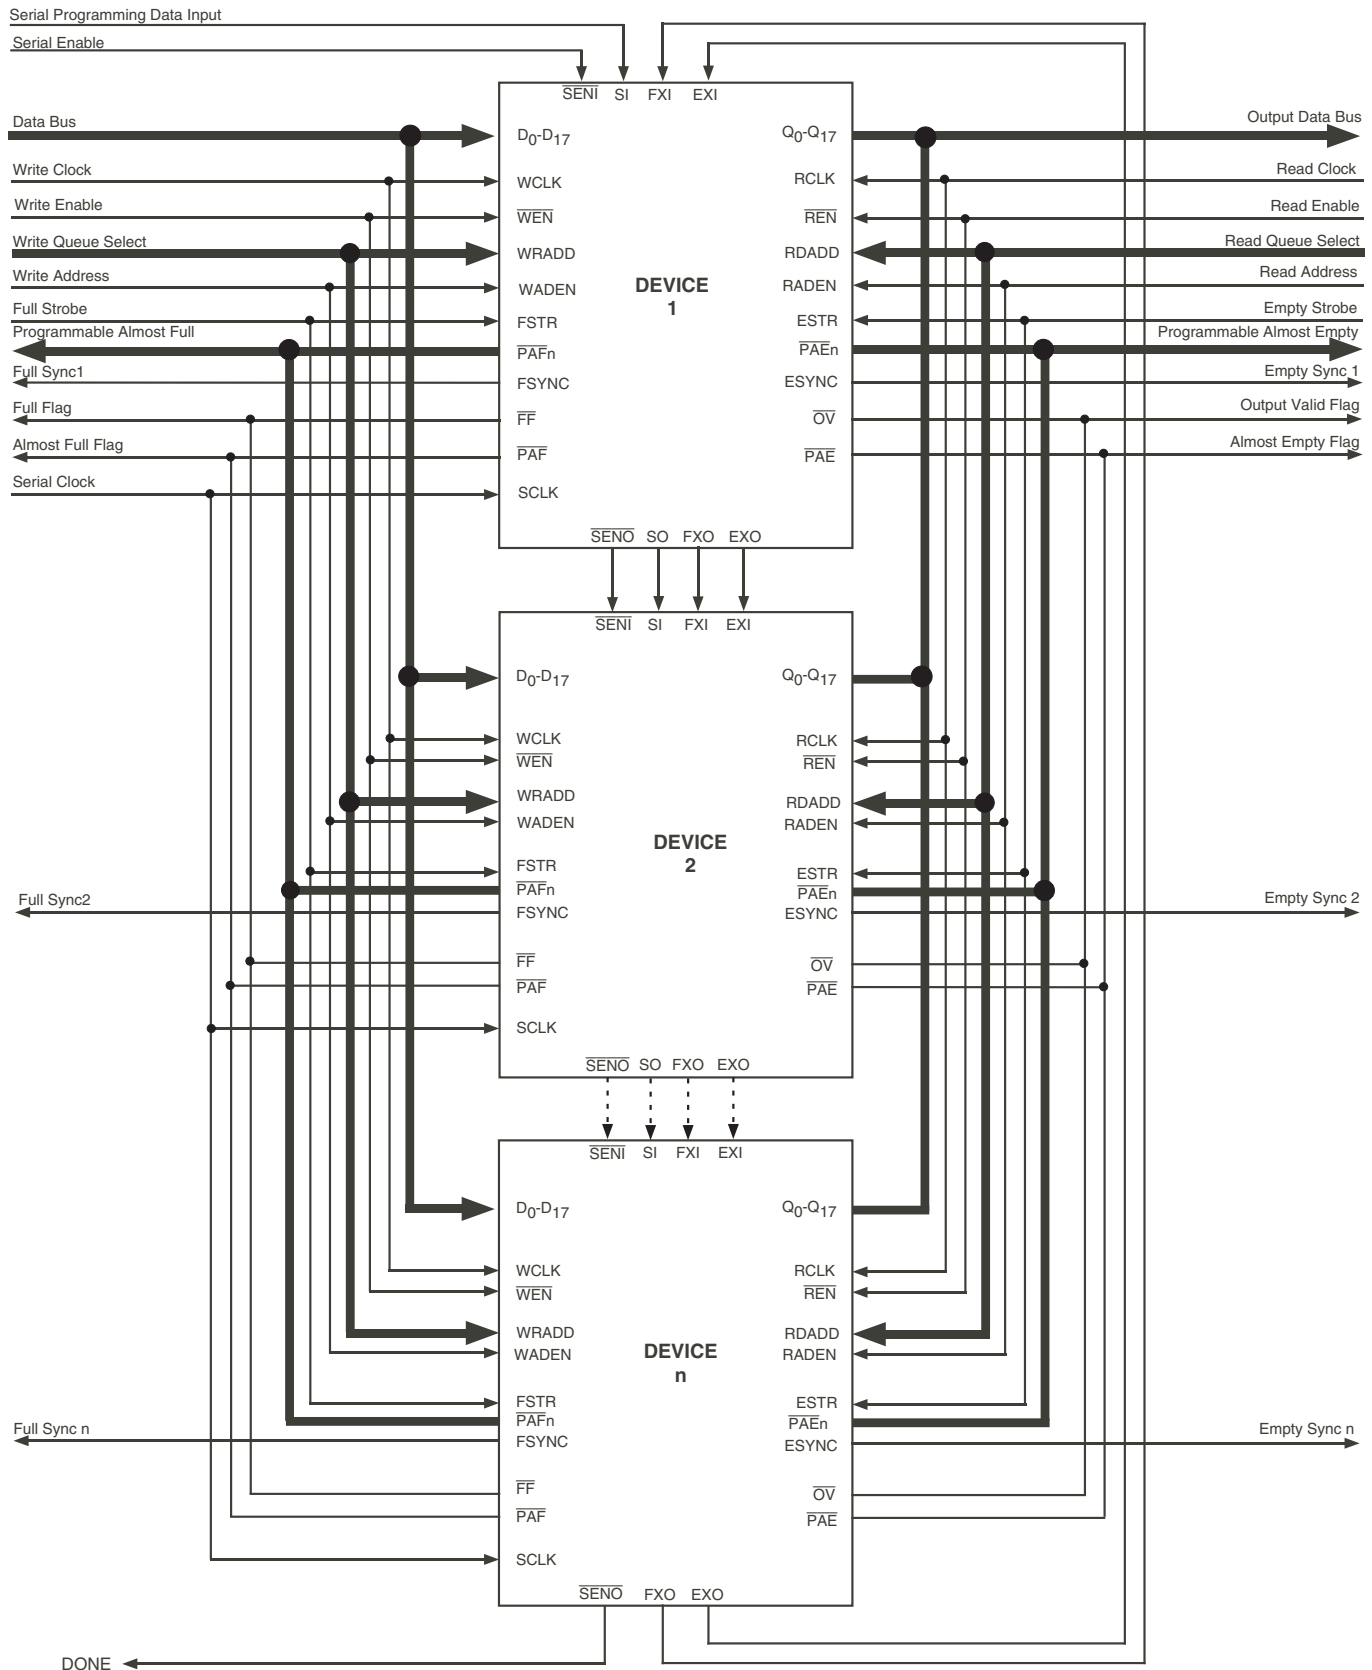 Serial Programming Data Input
Serial Enable
SENI SI FXI EXI
Data Bus
D0-D17
Q0-Q17
Output Data Bus
Write Clock
WCLK
RCLK
Read Clock
Write Enable
WEN
REN
Read Enable
Write Queue Select
WRADD
RDADD
Read Queue Select
Write Address
WADEN
RADEN
Read Address
DEVICE
1
Full Strobe
FSTR
ESTR
Empty Strobe
Programmable Almost Full
PAFn
PAEn
Programmable Almost Empty
Full Sync1
FSYNC
ESYNC
Empty Sync 1
Full Flag
FF
OV
Output Valid Flag
Almost Full Flag
PAF
PAE
Almost Empty Flag
Serial Clock
SCLK
SENO SO FXO EXO
SENI SI FXI EXI
D0-D17
Q0-Q17
WCLK
RCLK
WEN
REN
WRADD
RDADD
WADEN
RADEN
DEVICE
2
FSTR
ESTR
PAFn
PAEn
Full Sync2
FSYNC
ESYNC
Empty Sync 2
FF
OV
PAF
PAE
SCLK
SENO SO FXO EXO
SENI SI FXI EXI
D0-D17
Q0-Q17
WCLK
RCLK
WEN
REN
WRADD
RDADD
WADEN
RADEN
DEVICE
n
FSTR
ESTR
PAFn
PAEn
Full Sync n
FSYNC
ESYNC
Empty Sync n
FF
OV
PAF
PAE
SCLK
SENO FXO EXO
DONE